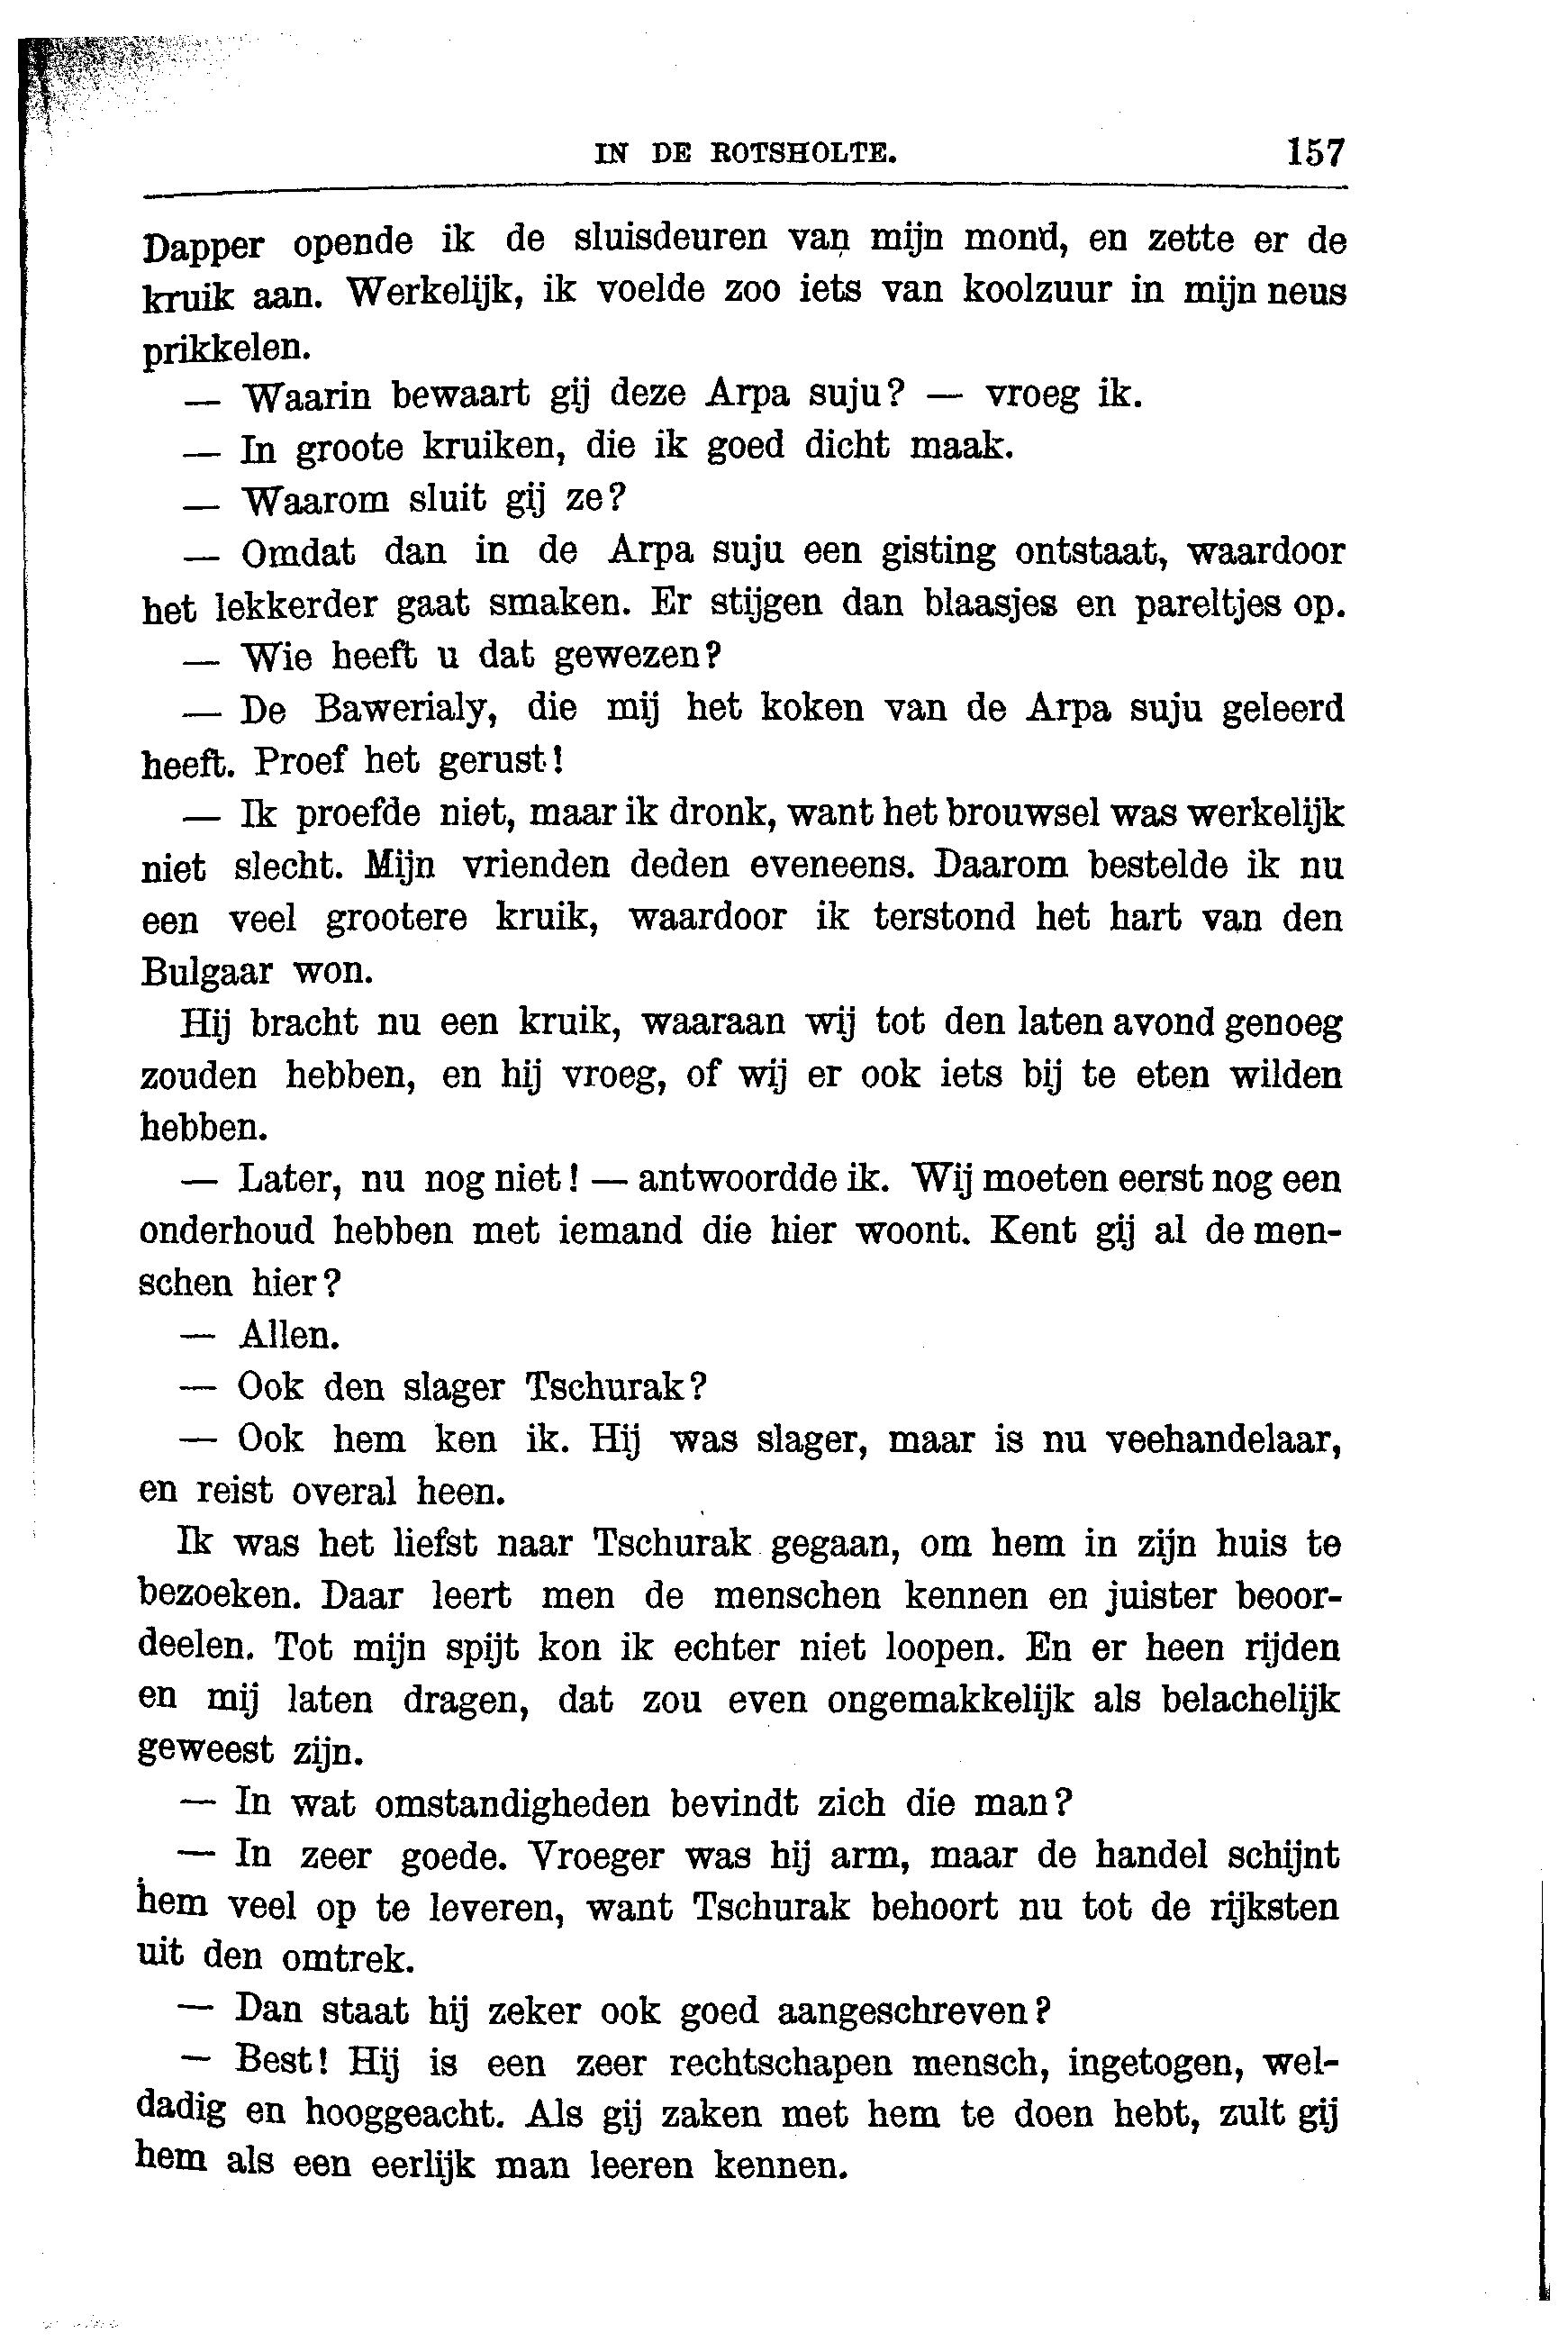 IN DE ROTSHOLTE. 157
Dapper opende ik de sluisdeuren van mijn mond, en zette er de
kruik aan. Werkelijk, ik voelde zoo iets van koolzuur in mijn neus
prikkelen.
— Waarin bewaart gij deze Arpa suju? — vroeg ik.
— In groote kruiken, die ik goed dicht maak.
— Waarom sluit gij ze?
— Omdat dan in de Arpa suju een gisting ontstaat, waardoor
het lekkerder gaat smaken. Er stijgen dan blaasjes en pareltjes op.
— Wie heeft u dat gewezen?
— De Bawerialy, die mij het koken van de Arpa suju geleerd
heeft. Proef het gerust!
— Ik proefde niet, maar ik dronk, want het brouwsel was werkelijk
niet slecht. Mijn vrienden deden eveneens. Daarom bestelde ik nu
een veel grootere kruik, waardoor ik terstond het hart van den
Bulgaar won.
Hij bracht nu een kruik, waaraan wij tot den laten avond genoeg
zouden hebben, en hij vroeg, of wij er ook iets bij te eten wilden
hebben.
— Later, nu nog niet! — antwoordde ik. Wij moeten eerst nog een
onderhoud hebben met iemand die hier woont. Kent gij al de men-
schen hier?
— Allen.
— Ook den slager Tschurak?
— Ook hem ken ik. Hij was slager, maar is nu veehandelaar,
en reist overal heen.
Ik was het liefst naar Tschurak gegaan, om hem in zijn huis te
bezoeken. Daar leert men de menschen kennen en juister beoor-
deelen. Tot mijn spijt kon ik echter niet loopen. En er heen rijden
en mij laten dragen, dat zou even ongemakkelijk als belachelijk
geweest zijn.
— In wat omstandigheden bevindt zich die man?
— In zeer goede. Vroeger was hij arm, maar de handel schijnt
hem veel op te leveren, want Tschurak behoort nu tot de rijksten
uit den omtrek.
— Dan staat hij zeker ook goed aangeschreven?
— Best! Hij is een zeer rechtschapen mensch, ingetogen, wel-
dadig en hooggeacht. Als gij zaken met hem te doen hebt, zult gij
hem als een eerlijk man leeren kennen.